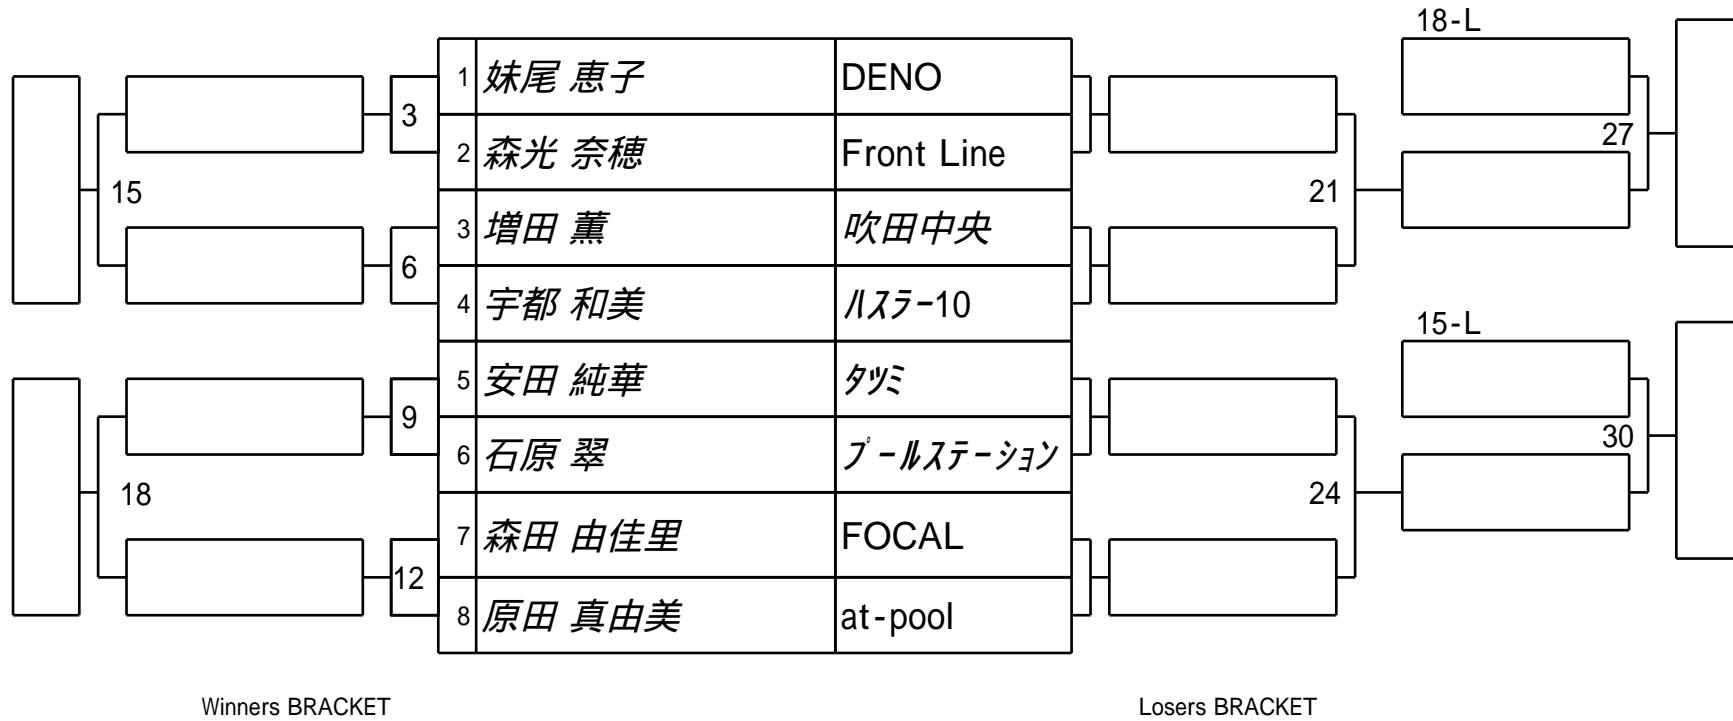 18-L
1 妹尾 恵子 DENO
3
2 森光 奈穂 Front Line
27
15
21
3 増田 薫 吹田中央
6
4 宇都 和美 ﾊｽﾗｰ10
15-L
5 安田 純華 ﾀﾂﾐ
9
6 石原 翠 ﾌﾟｰﾙｽﾃｰｼｮﾝ
30
18
24
7 森田 由佳里 FOCAL
12
8 原田 真由美 at-pool
Winners BRACKET
Losers BRACKET